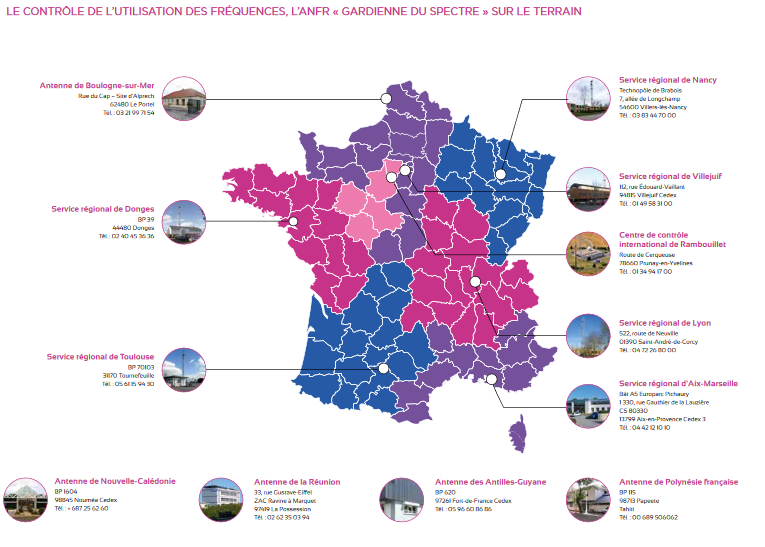 LE CONTRÔLE DE L'UTILISATION DES FRÉQUENCES, L'ANFR « GARDIENNE DU SPECTRE » SUR LE TERRAIN
Antenne de Boulogne-sur-Mer
Rue du Cap – Site d'Alprech
62480 Le Portel
Tél. : 03 21 99 71 54
Service régional de Donges
BP 39
44480 Donges
Tél. : 02 40 45 36 36
Service régional de Toulouse
BP 70103
31170 Tournefeuille
Tél. : 05 61 15 94 30
Service régional de Nancy
Technopôle de Brabois
7, allée de Longchamp
54600 Villers-lès-Nancy
Tél. : 03 83 44 70 00
Service régional de Villejuif
112, rue Édouard-Vaillant
94815 Villejuif Cedex
Tél. : 01 49 58 31 00
Centre de contrôle
international de Rambouillet
Route de Cerqueuse
78660 Prunay-en-Yvelines
Tél. : 01 34 94 17 00
Service régional de Lyon
522, route de Neuville
01390 Saint-André-de-Corcy
Tél. : 04 72 26 80 00
Service régional d'Aix-Marseille
Bât A5 Europarc Pichaury
1 330, rue Gauthier de la Lauzière
CS 80330
13799 Aix-en-Provence Cedex 3
Tél. : 04 42 12 10 10
Antenne de Nouvelle-Calédonie
BP 1604
98845 Nouméa Cedex
Tél. : + 687 25 62 60
Antenne de la Réunion
33, rue Gustave-Eiffel
ZAC Ravine à Marquet
97419 La Possession
Tél. : 02 62 35 03 94
Antenne des Antilles-Guyane
BP 620
97261 Fort-de-France Cedex
Tél. : 05 96 60 86 86
Antenne de Polynésie française
BP 115
98713 Papeete
Tahiti
Tél. : 00 689 506062